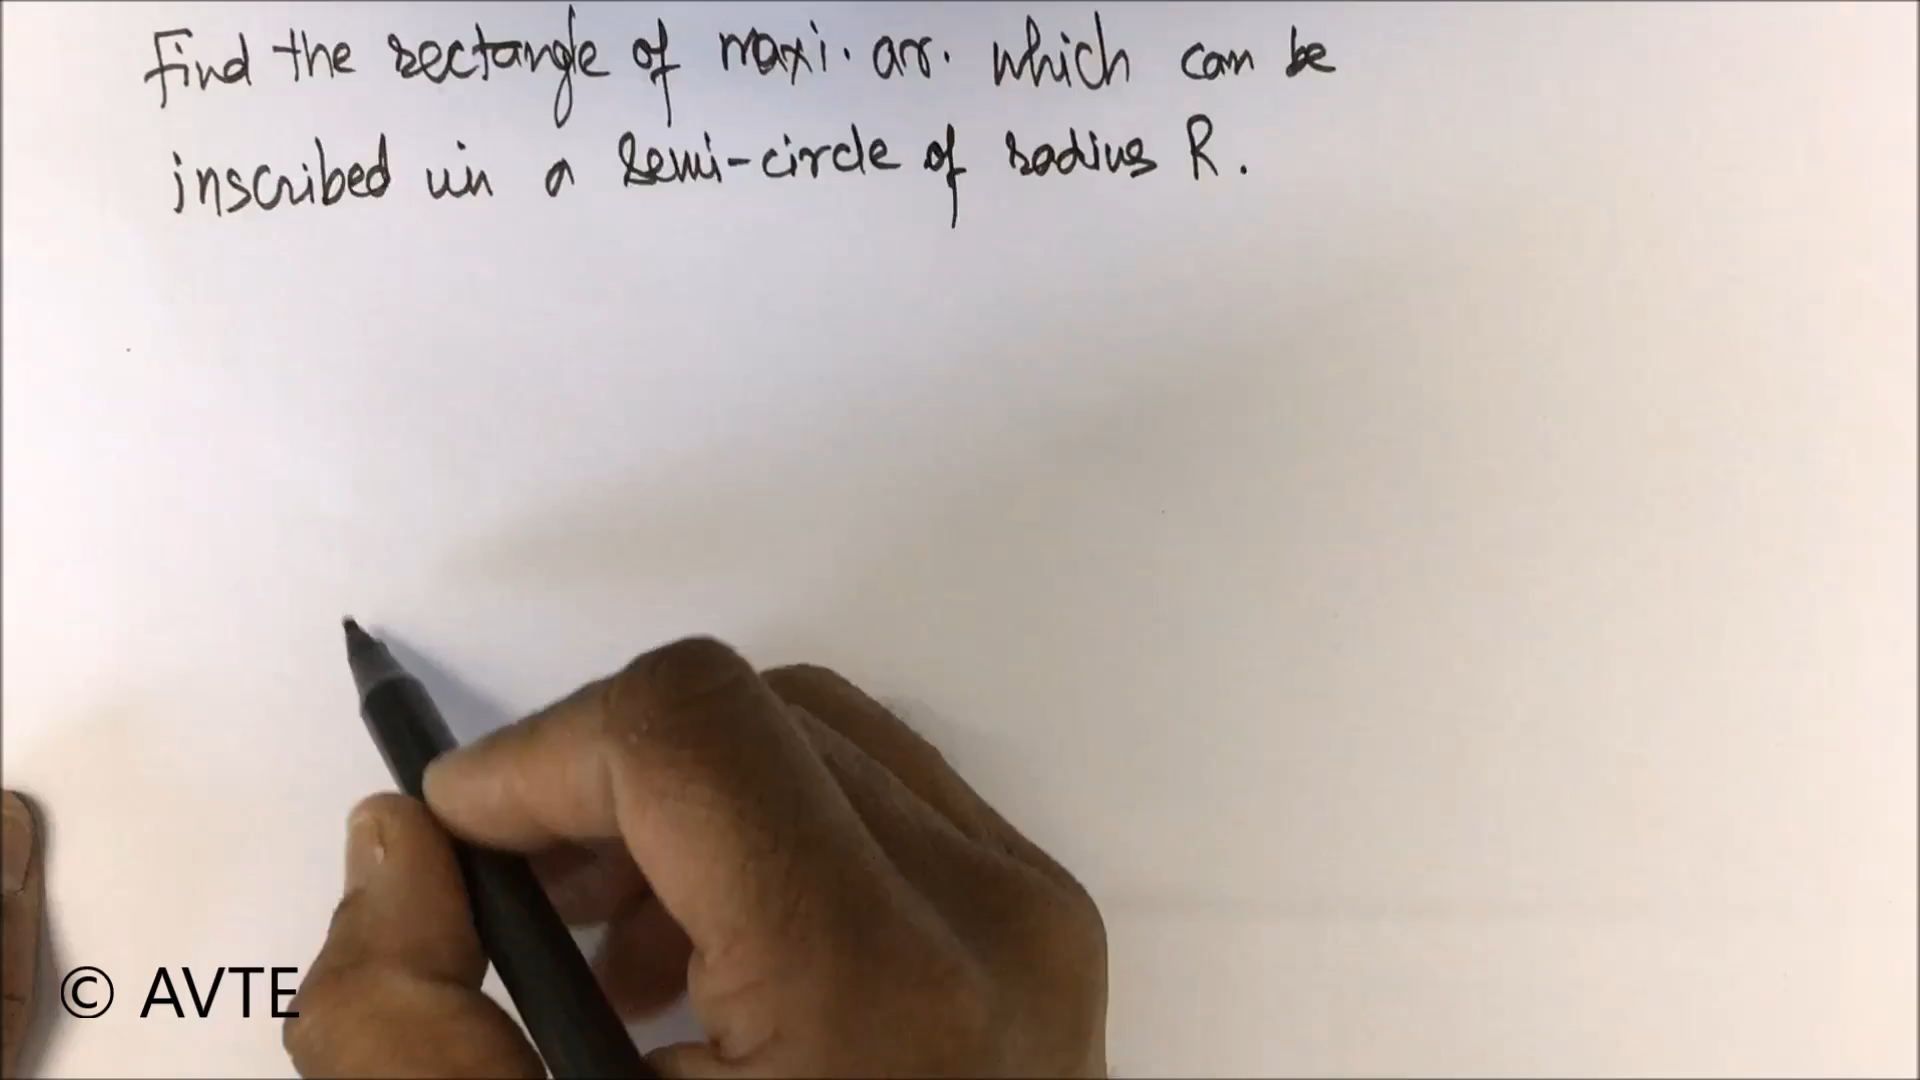 Find the rectangle of maxi. ar. which can be
inscribed in a semi-circle of radius R.
© AVTE